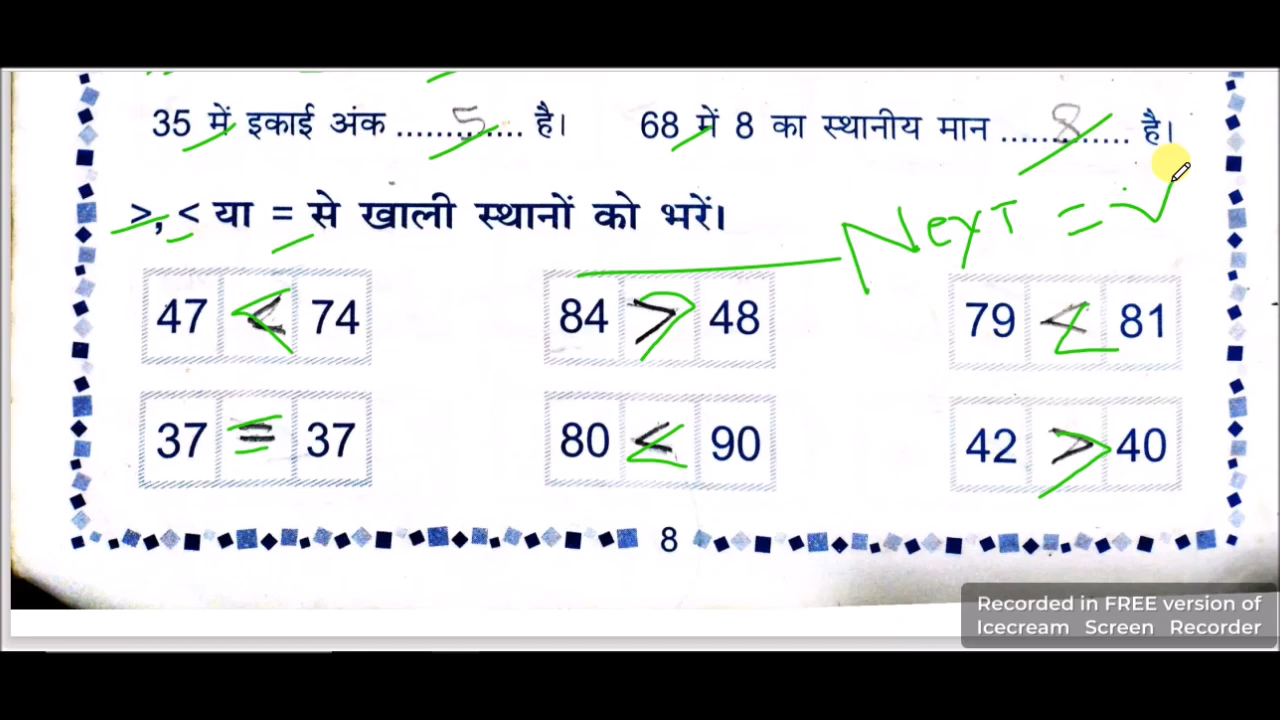 35 में इकाई अंक ....5.... है। 68 में 8 का स्थानीय मान ....8.... है।
>, < या = से खाली स्थानों को भरें।
Next =
47 < 74 84 > 48 79 < 81
37 = 37 80 < 90 42 > 40
8
Recorded in FREE version of
Icecream Screen Recorder